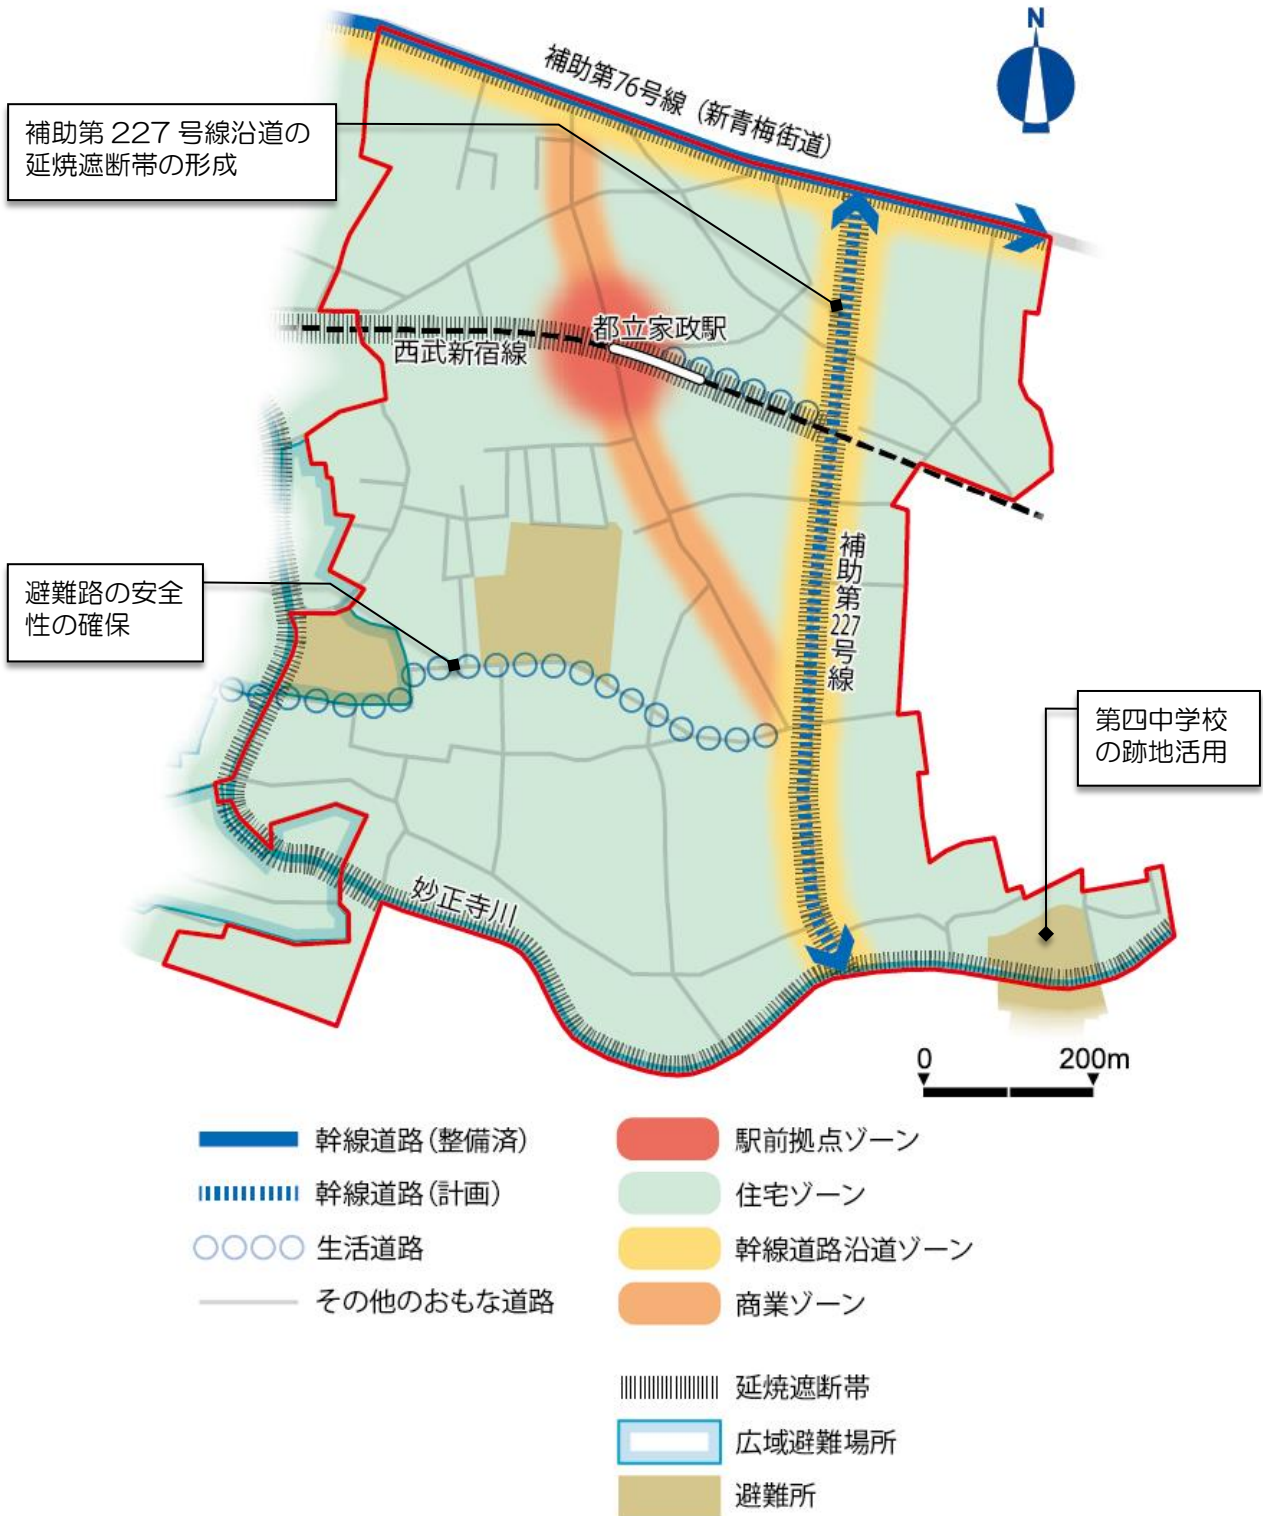 N
補助第76号線（新青梅街道）
補助第 227 号線沿道の
延焼遮断帯の形成
都立家政駅
西武新宿線
補助第227号線
避難路の安全
性の確保
第四中学校
の跡地活用
妙正寺川
0 200m
幹線道路（整備済）
幹線道路（計画）
生活道路
その他のおもな道路
駅前拠点ゾーン
住宅ゾーン
幹線道路沿道ゾーン
商業ゾーン
延焼遮断帯
広域避難場所
避難所